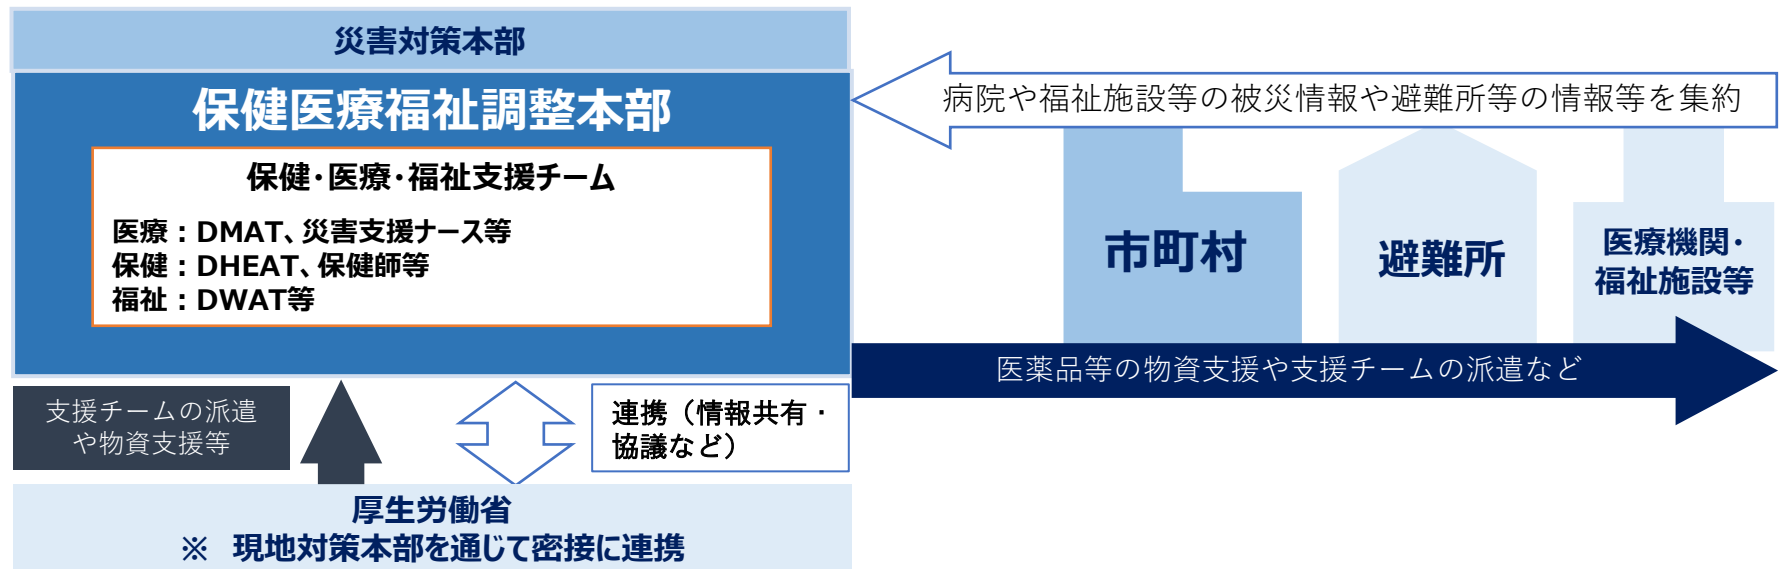 災害対策本部
保健医療福祉調整本部
保健・医療・福祉支援チーム
医療：DMAT、災害支援ナース等
保健：DHEAT、保健師等
福祉：DWAT等
病院や福祉施設等の被災情報や避難所等の情報等を集約
市町村
避難所
医療機関・
福祉施設等
医薬品等の物資支援や支援チームの派遣など
支援チームの派遣
や物資支援等
連携（情報共有・
協議など）
厚生労働省
※ 現地対策本部を通じて密接に連携